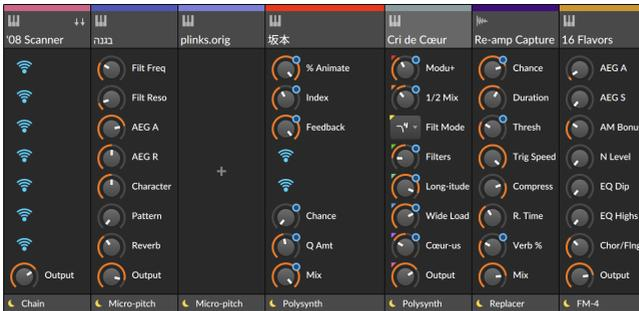 '08 Scanner
Output
Chain
בגנה
Filt Freq
Filt Reso
AEG A
AEG R
Character
Pattern
Reverb
Output
Micro-pitch
plinks.orig
Micro-pitch
坂本
% Animate
Index
Feedback
Chance
Q Amt
Mix
Polysynth
Cri de Cœur
Modu+
1/2 Mix
Filt Mode
Filters
Long-itude
Wide Load
Cœur-us
Output
Polysynth
Re-amp Capture
Chance
Duration
Thresh
Trig Speed
Compress
R. Time
Verb %
Mix
Replacer
16 Flavors
AEG A
AEG S
AM Bonu
N Level
EQ Dip
EQ Highs
Chor/Flng
Output
FM-4